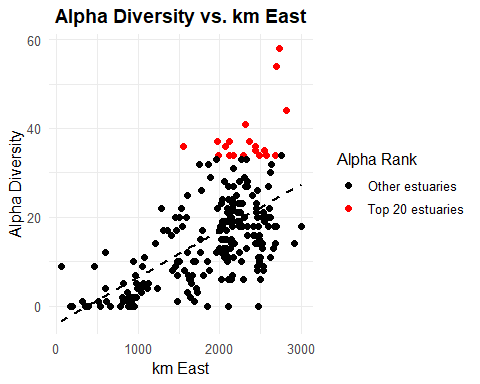 Alpha Diversity vs. km East
Alpha Diversity
60
40
20
0
0
1000
2000
3000
km East
Alpha Rank
Other estuaries
Top 20 estuaries